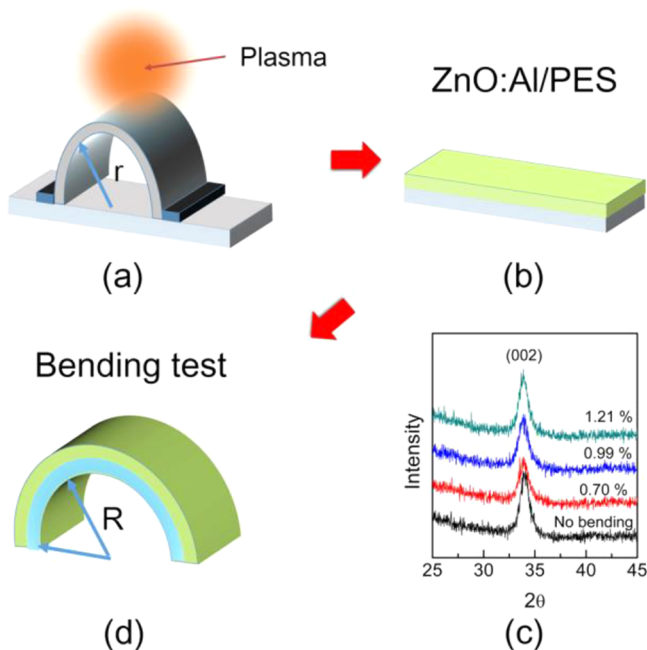 Plasma
r
(a)
ZnO:Al/PES
(b)
Bending test
R
(d)
(002)
1.21 %
0.99 %
0.70 %
No bending
Intensity
25 30 35 40 45
2θ
(c)